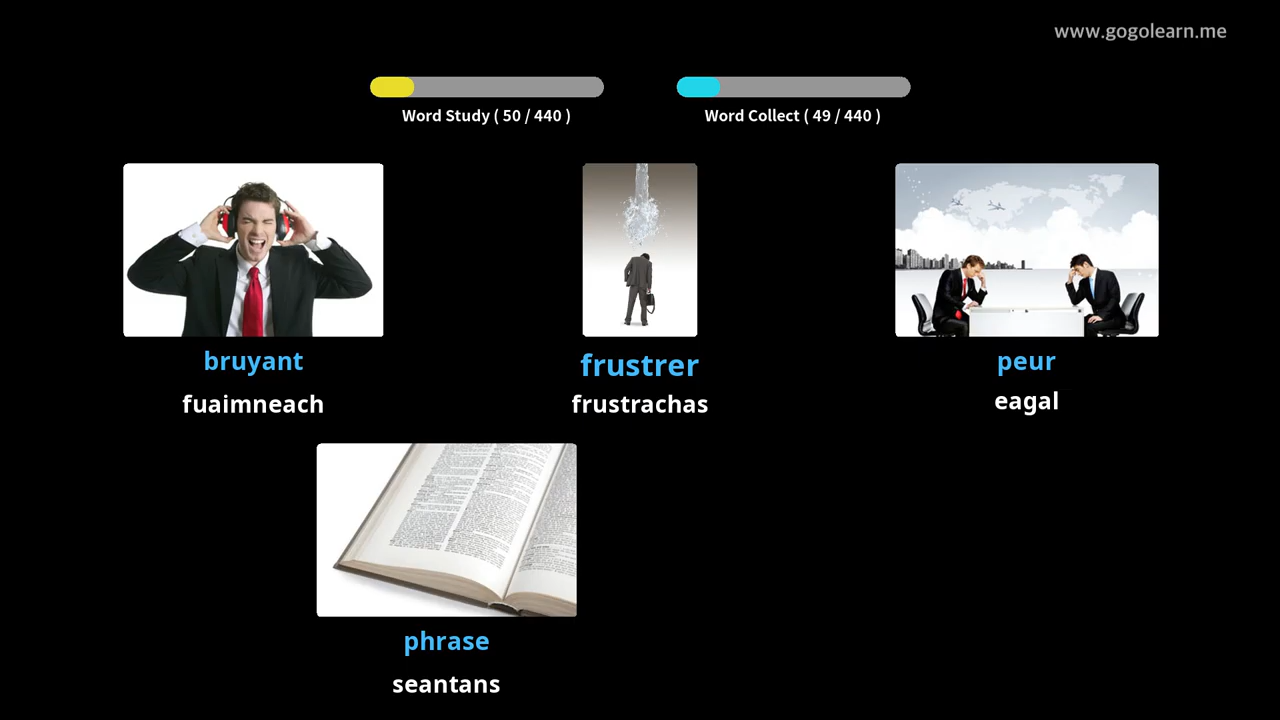 www.gogolearn.me
Word Study ( 50 / 440 )
Word Collect ( 49 / 440 )
bruyant
fuaimneach
frustrer
frustrachas
peur
eagal
phrase
seantans